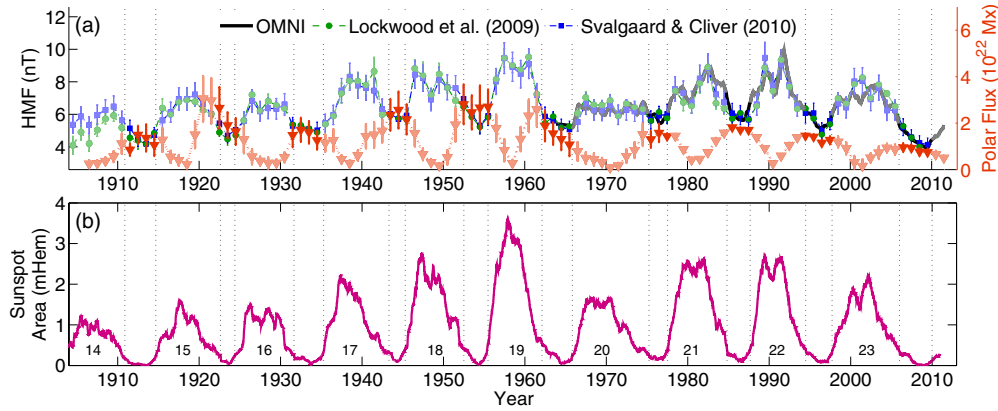 (a)
OMNI
Lockwood et al. (2009)
Svalgaard & Cliver (2010)
12
10
8
6
4
HMF (nT)
6
4
2
0
Polar Flux (10^22 Mx)
1910 1920 1930 1940 1950 1960 1970 1980 1990 2000 2010
(b)
4
3
2
1
0
Sunspot
Area (mHem)
14 15 16 17 18 19 20 21 22 23
1910 1920 1930 1940 1950 1960 1970 1980 1990 2000 2010
Year